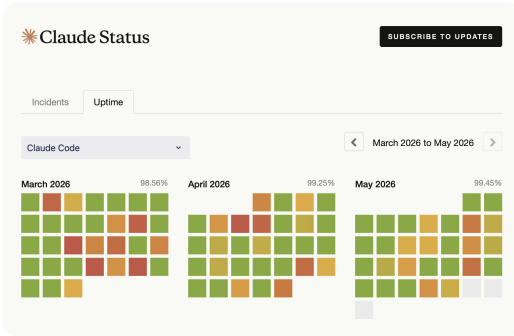 Claude Status
SUBSCRIBE TO UPDATES
Incidents
Uptime
Claude Code
March 2026 to May 2026
March 2026
98.56%
April 2026
99.25%
May 2026
99.45%